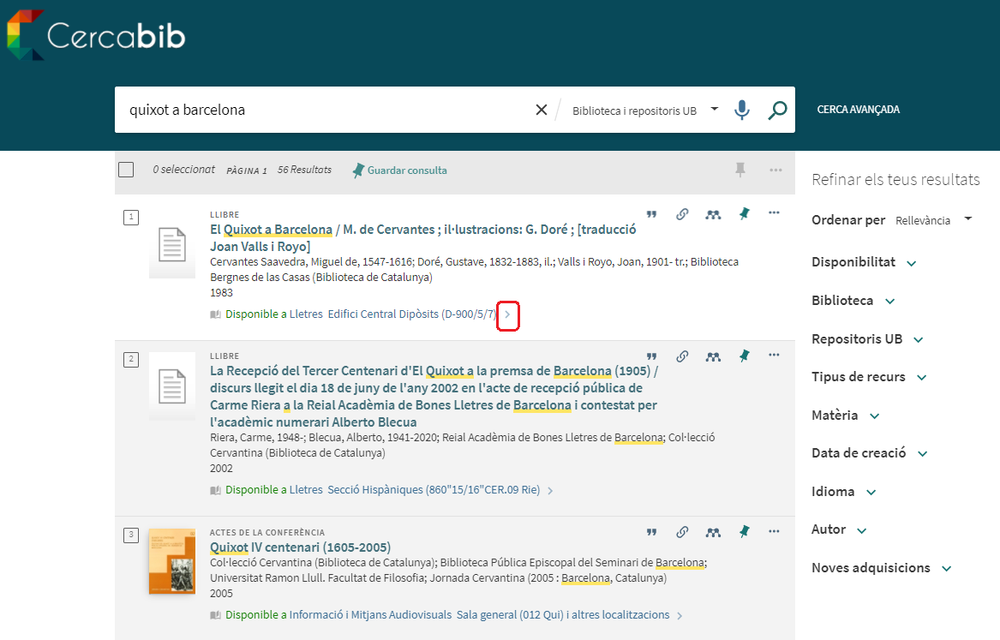 Cercabib
quixot a barcelona
Biblioteca i repositoris UB
CERCA AVANÇADA
0 seleccionat PÀGINA 1 56 Resultats Guardar consulta
Refinar els teus resultats
Ordenar per Rellevància
Disponibilitat
Biblioteca
Repositoris UB
Tipus de recurs
Matèria
Data de creació
Idioma
Autor
Noves adquisicions
1
LLIBRE
El Quixot a Barcelona / M. de Cervantes ; il·lustracions: G. Doré ; [traducció
Joan Valls i Royo]
Cervantes Saavedra, Miguel de, 1547-1616; Doré, Gustave, 1832-1883, il.; Valls i Royo, Joan, 1901- tr.; Biblioteca
Bergnes de las Casas (Biblioteca de Catalunya)
1983
Disponible a Lletres Edifici Central Dipòsits (D-900/5/7)
2
LLIBRE
La Recepció del Tercer Centenari d'El Quixot a la premsa de Barcelona (1905) /
discurs llegit el dia 18 de juny de l'any 2002 en l'acte de recepció pública de
Carme Riera a la Reial Acadèmia de Bones Lletres de Barcelona i contestat per
l'acadèmic numerari Alberto Blecua
Riera, Carme, 1948-; Blecua, Alberto, 1941-2020; Reial Acadèmia de Bones Lletres de Barcelona; Col·lecció
Cervantina (Biblioteca de Catalunya)
2002
Disponible a Lletres Secció Hispàniques (860"15/16"CER.09 Rie)
3
ACTES DE LA CONFERÈNCIA
Quixot IV centenari (1605-2005)
Col·lecció Cervantina (Biblioteca de Catalunya); Biblioteca Pública Episcopal del Seminari de Barcelona;
Universitat Ramon Llull. Facultat de Filosofia; Jornada Cervantina (2005 : Barcelona, Catalunya)
2005
Disponible a Informació i Mitjans Audiovisuals Sala general (012 Qui) i altres localitzacions